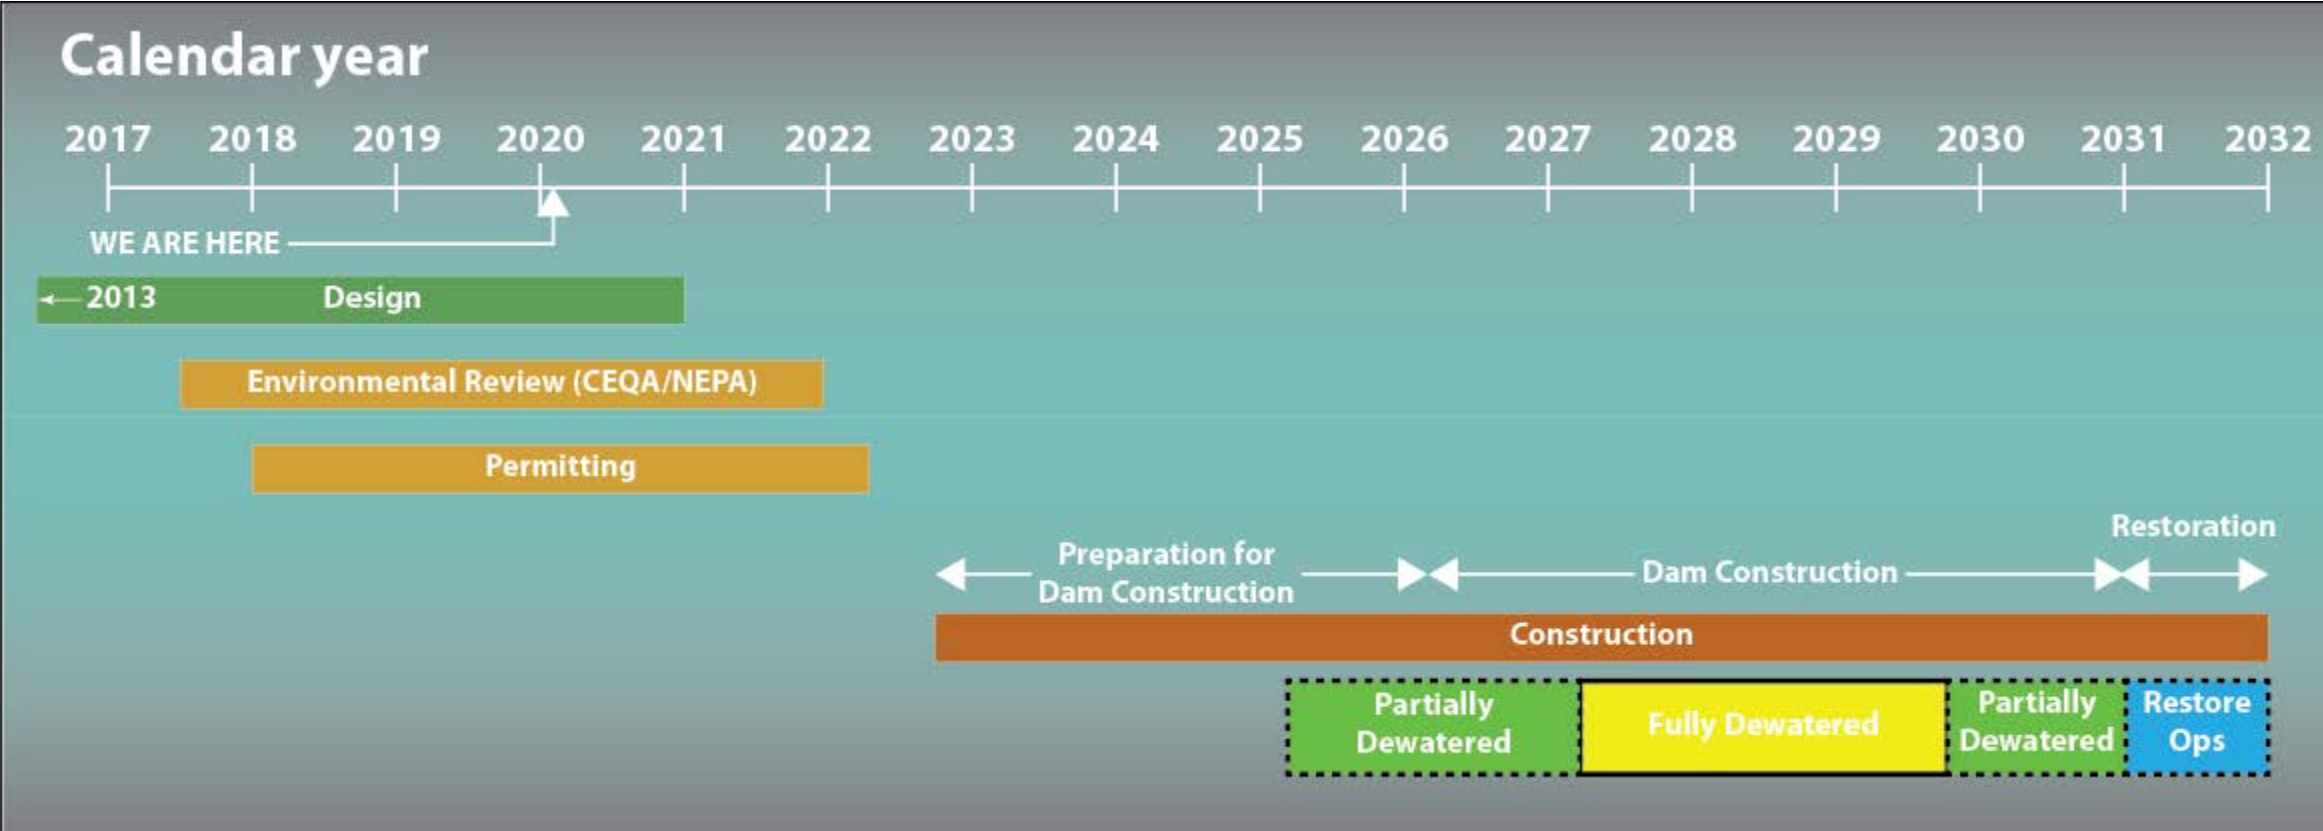 Calendar year
2017 2018 2019 2020 2021 2022 2023 2024 2025 2026 2027 2028 2029 2030 2031 2032
WE ARE HERE
2013 Design
Environmental Review (CEQA/NEPA)
Permitting
Restoration
Preparation for
Dam Construction
Dam Construction
Construction
Partially
Dewatered
Fully Dewatered
Partially
Dewatered
Restore
Ops